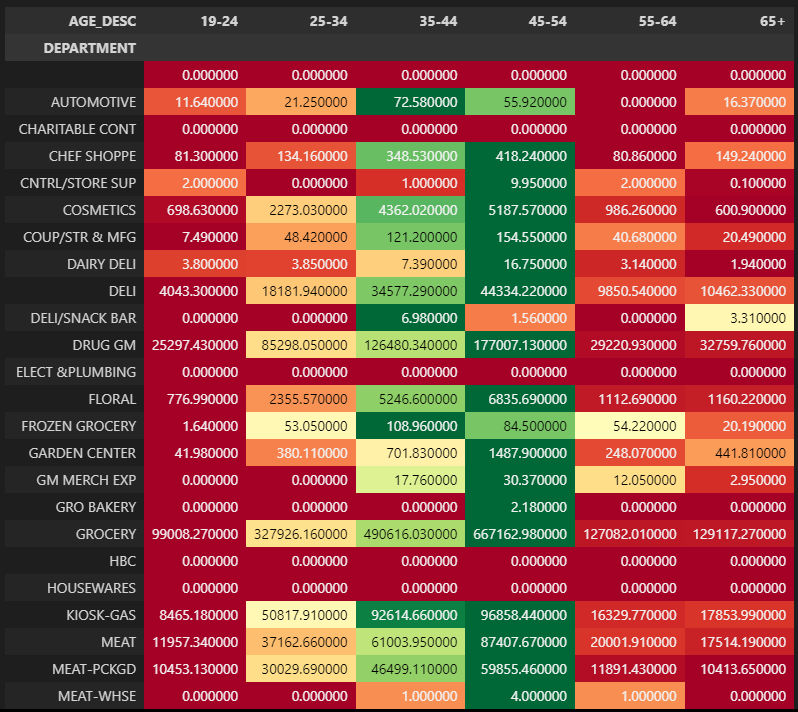 AGE_DESC 19-24 25-34 35-44 45-54 55-64 65+
DEPARTMENT
0.000000 0.000000 0.000000 0.000000 0.000000 0.000000
AUTOMOTIVE 11.640000 21.250000 72.580000 55.920000 0.000000 16.370000
CHARITABLE CONT 0.000000 0.000000 0.000000 0.000000 0.000000 0.000000
CHEF SHOPPE 81.300000 134.160000 348.530000 418.240000 80.860000 149.240000
CNTRL/STORE SUP 2.000000 0.000000 1.000000 9.950000 2.000000 0.100000
COSMETICS 698.630000 2273.030000 4362.020000 5187.570000 986.260000 600.900000
COUP/STR & MFG 7.490000 48.420000 121.200000 154.550000 40.680000 20.490000
DAIRY DELI 3.800000 3.850000 7.390000 16.750000 3.140000 1.940000
DELI 4043.300000 18181.940000 34577.290000 44334.220000 9850.540000 10462.330000
DELI/SNACK BAR 0.000000 0.000000 6.980000 1.560000 0.000000 3.310000
DRUG GM 25297.430000 85298.050000 126480.340000 177007.130000 29220.930000 32759.760000
ELECT &PLUMBING 0.000000 0.000000 0.000000 0.000000 0.000000 0.000000
FLORAL 776.990000 2355.570000 5246.600000 6835.690000 1112.690000 1160.220000
FROZEN GROCERY 1.640000 53.050000 108.960000 84.500000 54.220000 20.190000
GARDEN CENTER 41.980000 380.110000 701.830000 1487.900000 248.070000 441.810000
GM MERCH EXP 0.000000 0.000000 17.760000 30.370000 12.050000 2.950000
GRO BAKERY 0.000000 0.000000 0.000000 2.180000 0.000000 0.000000
GROCERY 99008.270000 327926.160000 490616.030000 667162.980000 127082.010000 129117.270000
HBC 0.000000 0.000000 0.000000 0.000000 0.000000 0.000000
HOUSEWARES 0.000000 0.000000 0.000000 0.000000 0.000000 0.000000
KIOSK-GAS 8465.180000 50817.910000 92614.660000 96858.440000 16329.770000 17853.990000
MEAT 11957.340000 37162.660000 61003.950000 87407.670000 20001.910000 17514.190000
MEAT-PCKGD 10453.130000 30029.690000 46499.110000 59855.460000 11891.430000 10413.650000
MEAT-WHSE 0.000000 0.000000 1.000000 4.000000 1.000000 0.000000